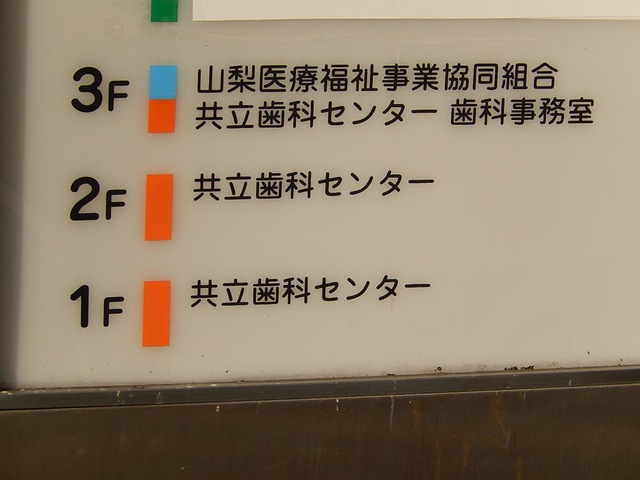 3F 山梨医療福祉事業協同組合
共立歯科センター 歯科事務室
2F 共立歯科センター
1F 共立歯科センター